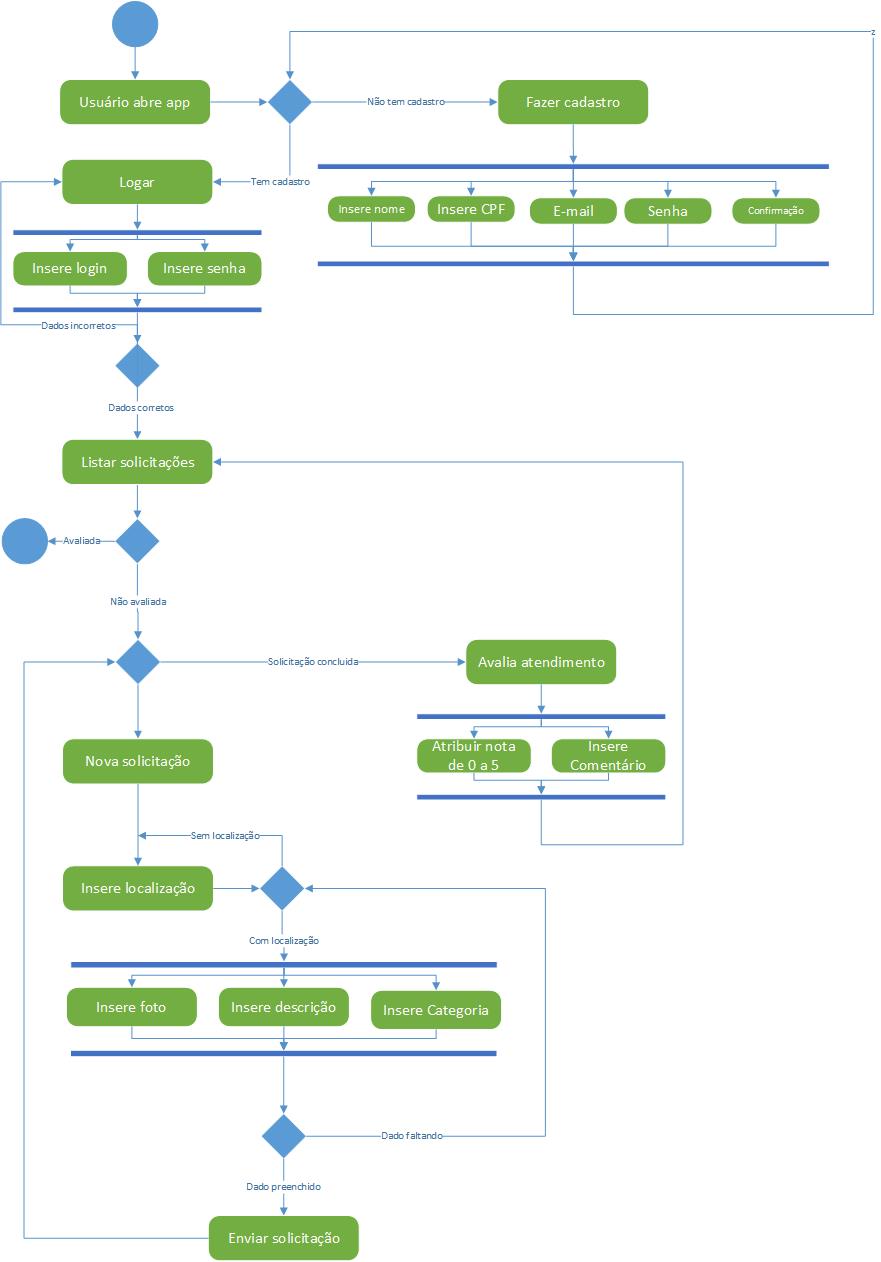 z
Usuário abre app
Não tem cadastro
Fazer cadastro
Logar
Tem cadastro
Insere nome
Insere CPF
E-mail
Senha
Confirmação
Insere login
Insere senha
Dados incorretos
Dados corretos
Listar solicitações
Avaliada
Não avaliada
Solicitação concluida
Avalia atendimento
Nova solicitação
Atribuir nota
de 0 a 5
Insere
Comentário
Sem localização
Insere localização
Com localização
Insere foto
Insere descrição
Insere Categoria
Dado faltando
Dado preenchido
Enviar solicitação